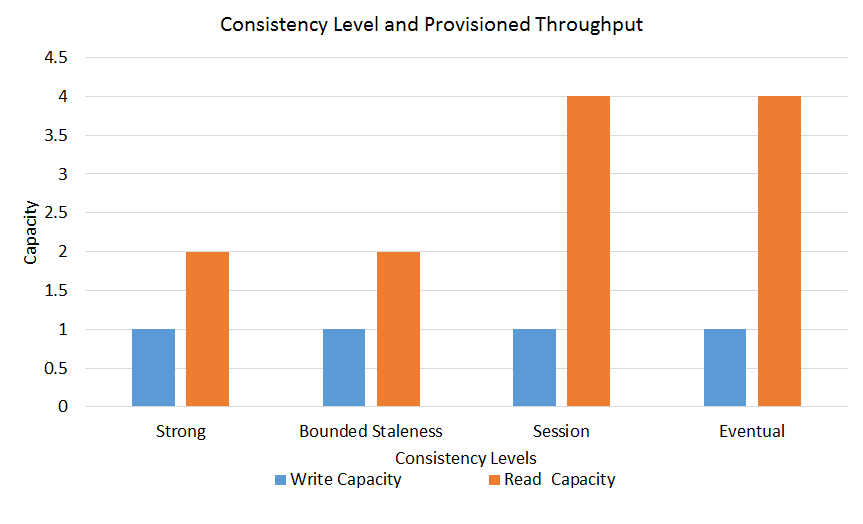 Consistency Level and Provisioned Throughput
4.5
4
3.5
3
2.5
2
1.5
1
0.5
0
Capacity
Strong Bounded Staleness Session Eventual
Consistency Levels
Write Capacity Read  Capacity